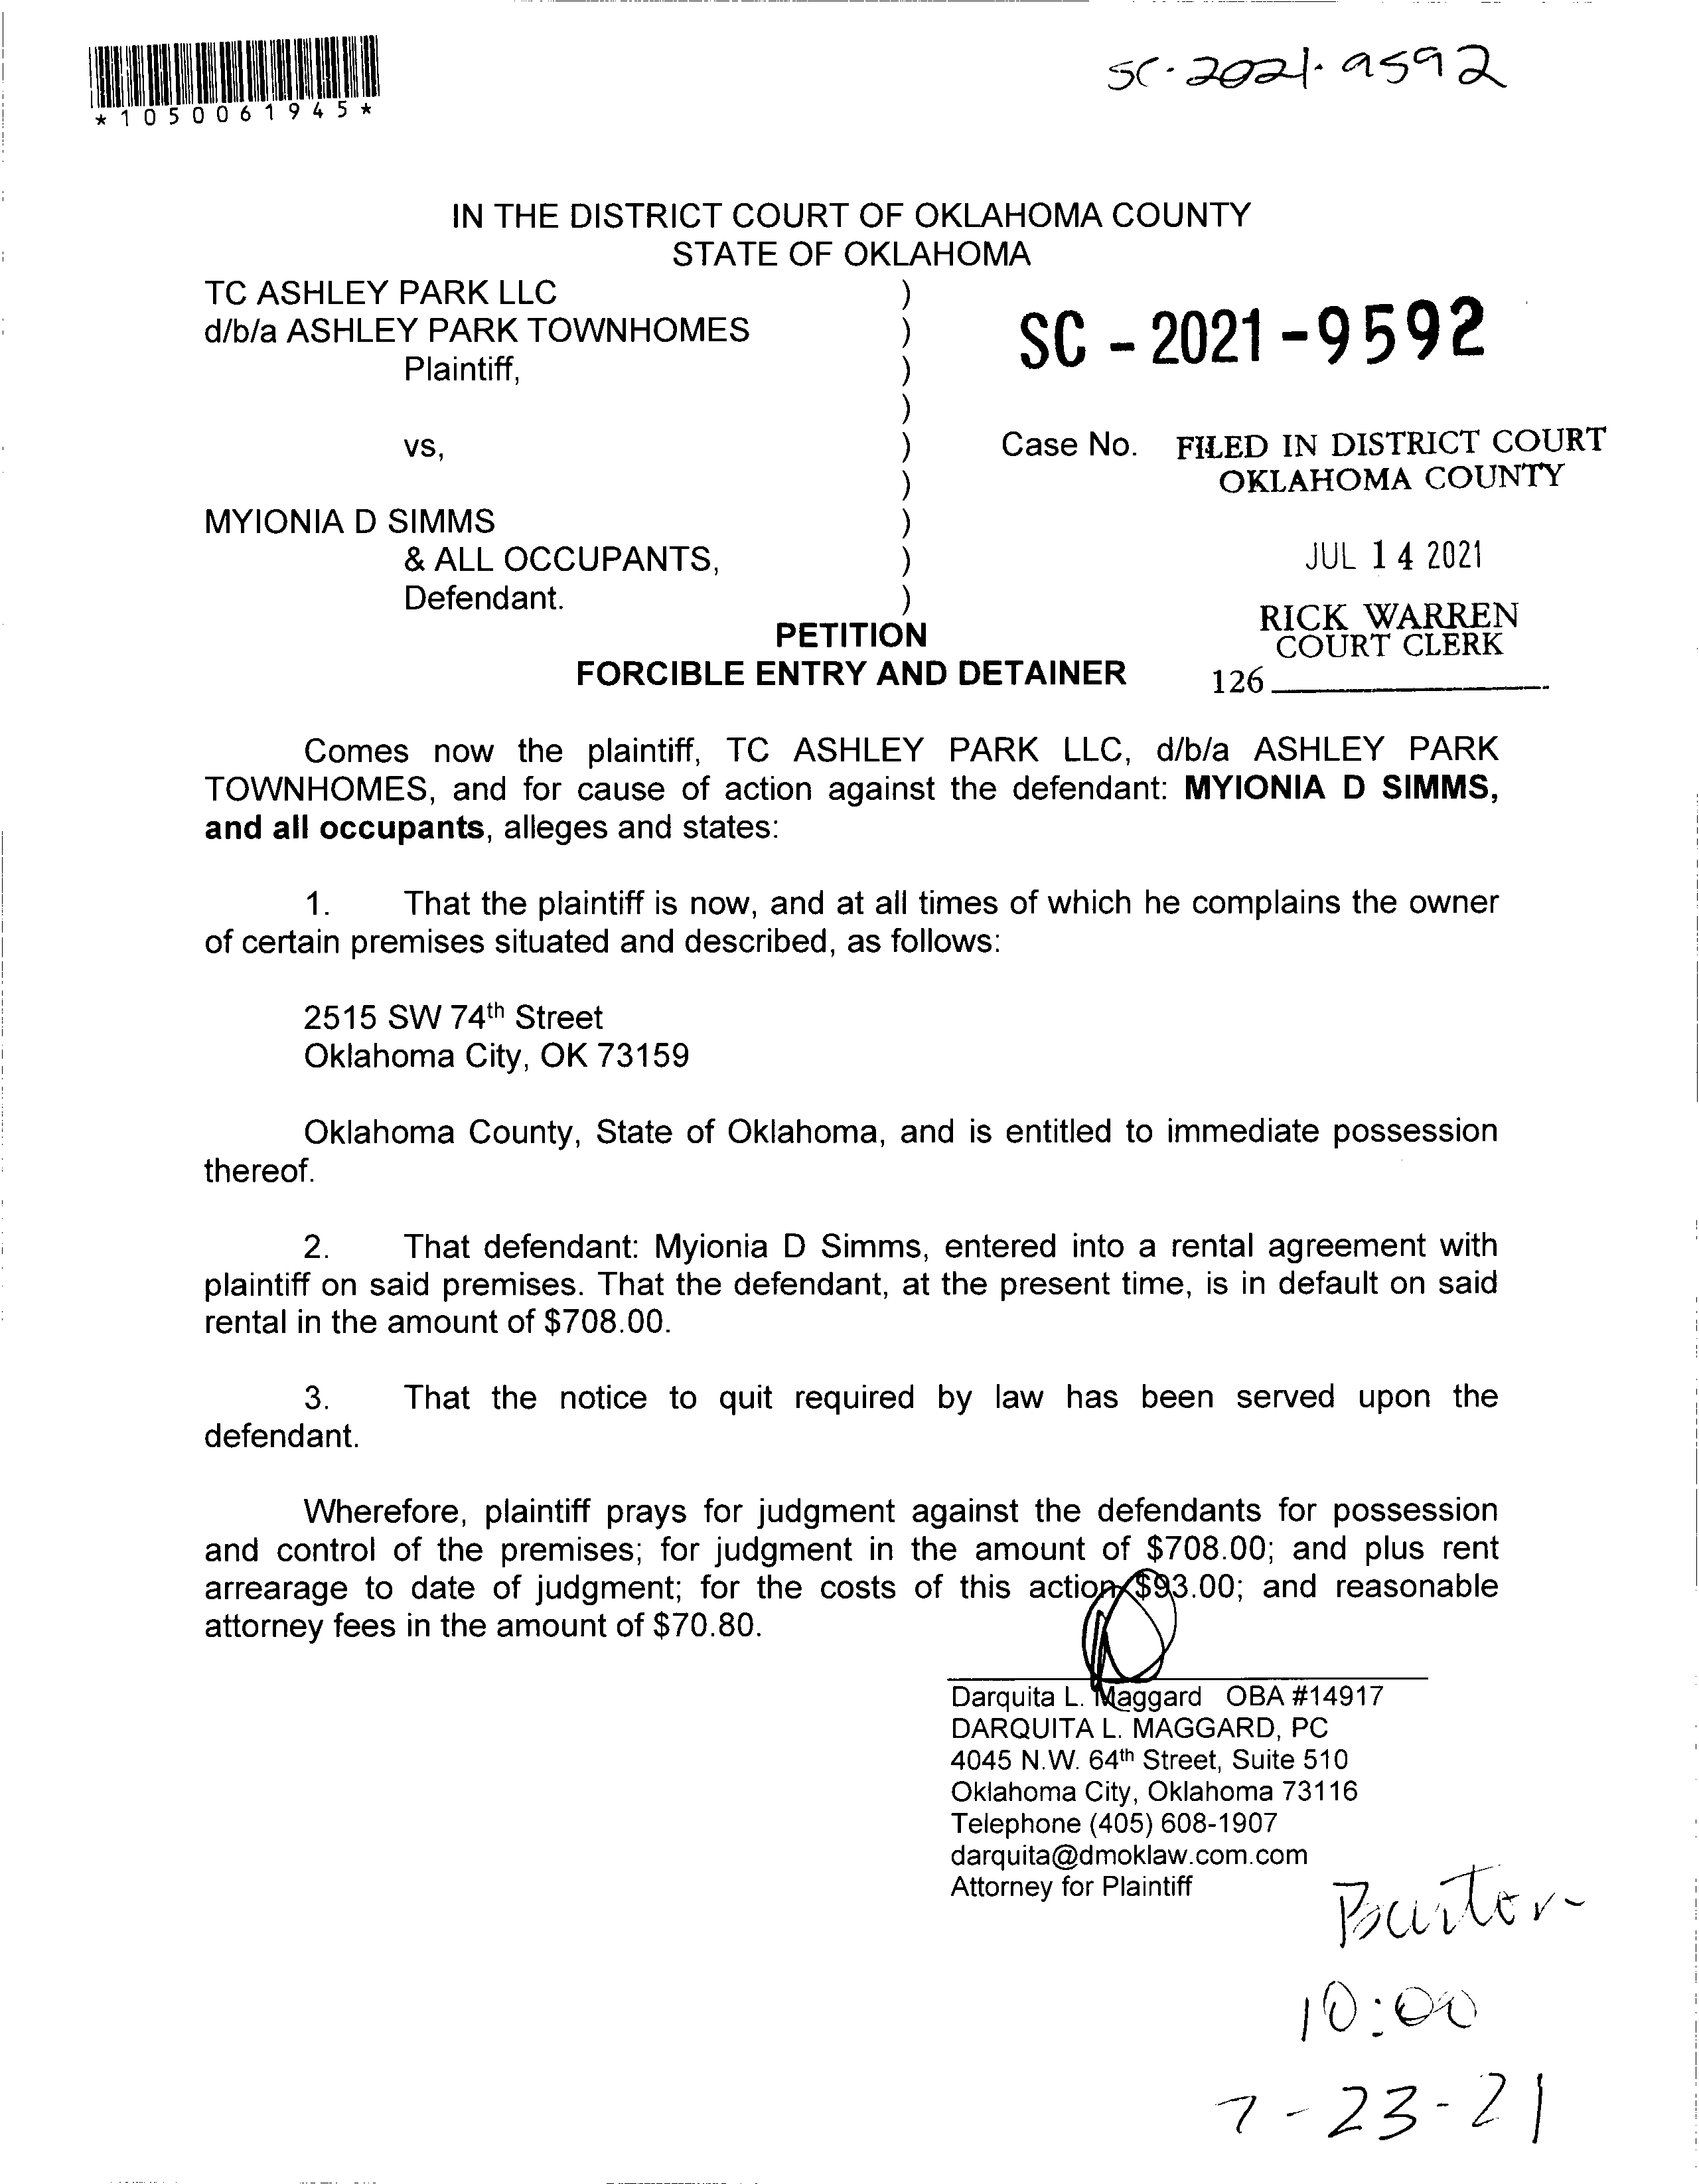 SC-2021-9592
*1050061945*
IN THE DISTRICT COURT OF OKLAHOMA COUNTY
STATE OF OKLAHOMA
TC ASHLEY PARK LLC )
d/b/a ASHLEY PARK TOWNHOMES )
SC - 2021 - 9592
Plaintiff, )
)
vs, ) Case No. FILED IN DISTRICT COURT
) OKLAHOMA COUNTY
MYIONIA D SIMMS )
& ALL OCCUPANTS, ) JUL 14 2021
Defendant. )
RICK WARREN
COURT CLERK
126
PETITION
FORCIBLE ENTRY AND DETAINER
Comes now the plaintiff, TC ASHLEY PARK LLC, d/b/a ASHLEY PARK
TOWNHOMES, and for cause of action against the defendant: MYIONIA D SIMMS,
and all occupants, alleges and states:
1. That the plaintiff is now, and at all times of which he complains the owner
of certain premises situated and described, as follows:
2515 SW 74th Street
Oklahoma City, OK 73159
Oklahoma County, State of Oklahoma, and is entitled to immediate possession
thereof.
2. That defendant: Myionia D Simms, entered into a rental agreement with
plaintiff on said premises. That the defendant, at the present time, is in default on said
rental in the amount of $708.00.
3. That the notice to quit required by law has been served upon the
defendant.
Wherefore, plaintiff prays for judgment against the defendants for possession
and control of the premises; for judgment in the amount of $708.00; and plus rent
arrearage to date of judgment; for the costs of this action $93.00; and reasonable
attorney fees in the amount of $70.80.
Darquita L. Maggard OBA #14917
DARQUITA L. MAGGARD, PC
4045 N.W. 64th Street, Suite 510
Oklahoma City, Oklahoma 73116
Telephone (405) 608-1907
darquita@dmoklaw.com.com
Attorney for Plaintiff
10:00
7-23-21